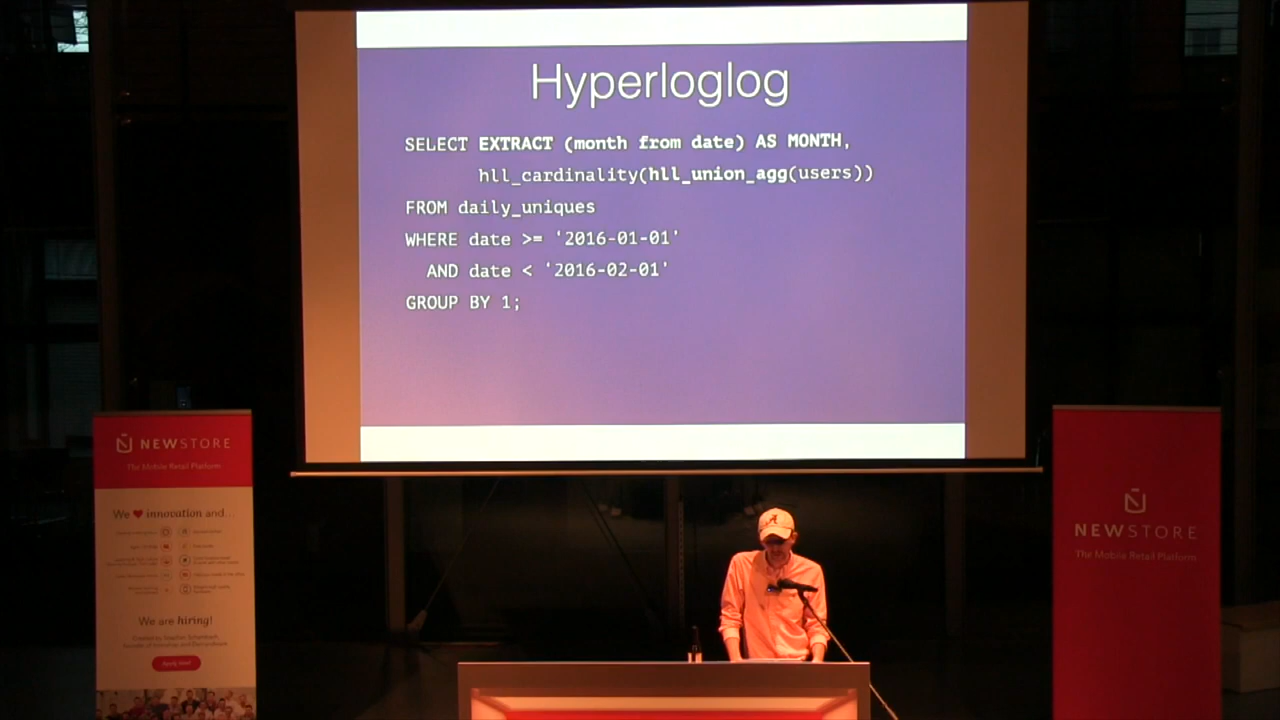 Hyperloglog
SELECT EXTRACT (month from date) AS MONTH,
hll_cardinality(hll_union_agg(users))
FROM daily_uniques
WHERE date >= '2016-01-01'
AND date < '2016-02-01'
GROUP BY 1;
NEWSTORE
The Mobile Retail Platform
We ❤ innovation and...
We are hiring!
Apply now!
NEWSTORE
The Mobile Retail Platform
A